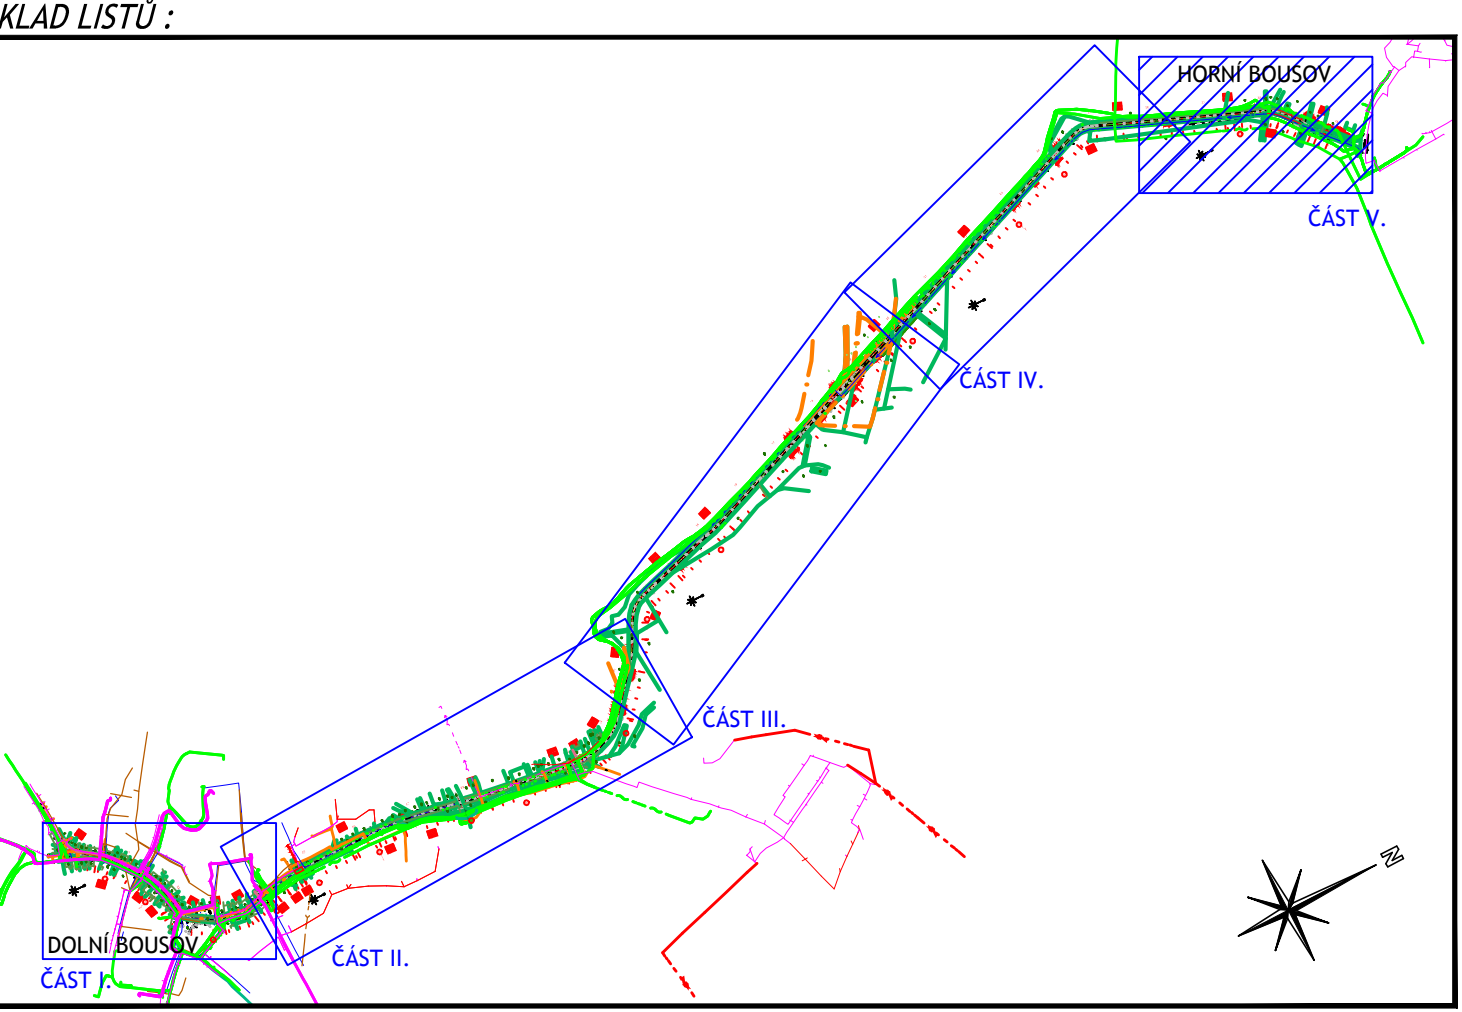 KLAD LISTŮ :
HORNÍ BOUSOV
ČÁST V.
ČÁST IV.
ČÁST III.
ČÁST II.
DOLNÍ BOUSOV
ČÁST I.
N